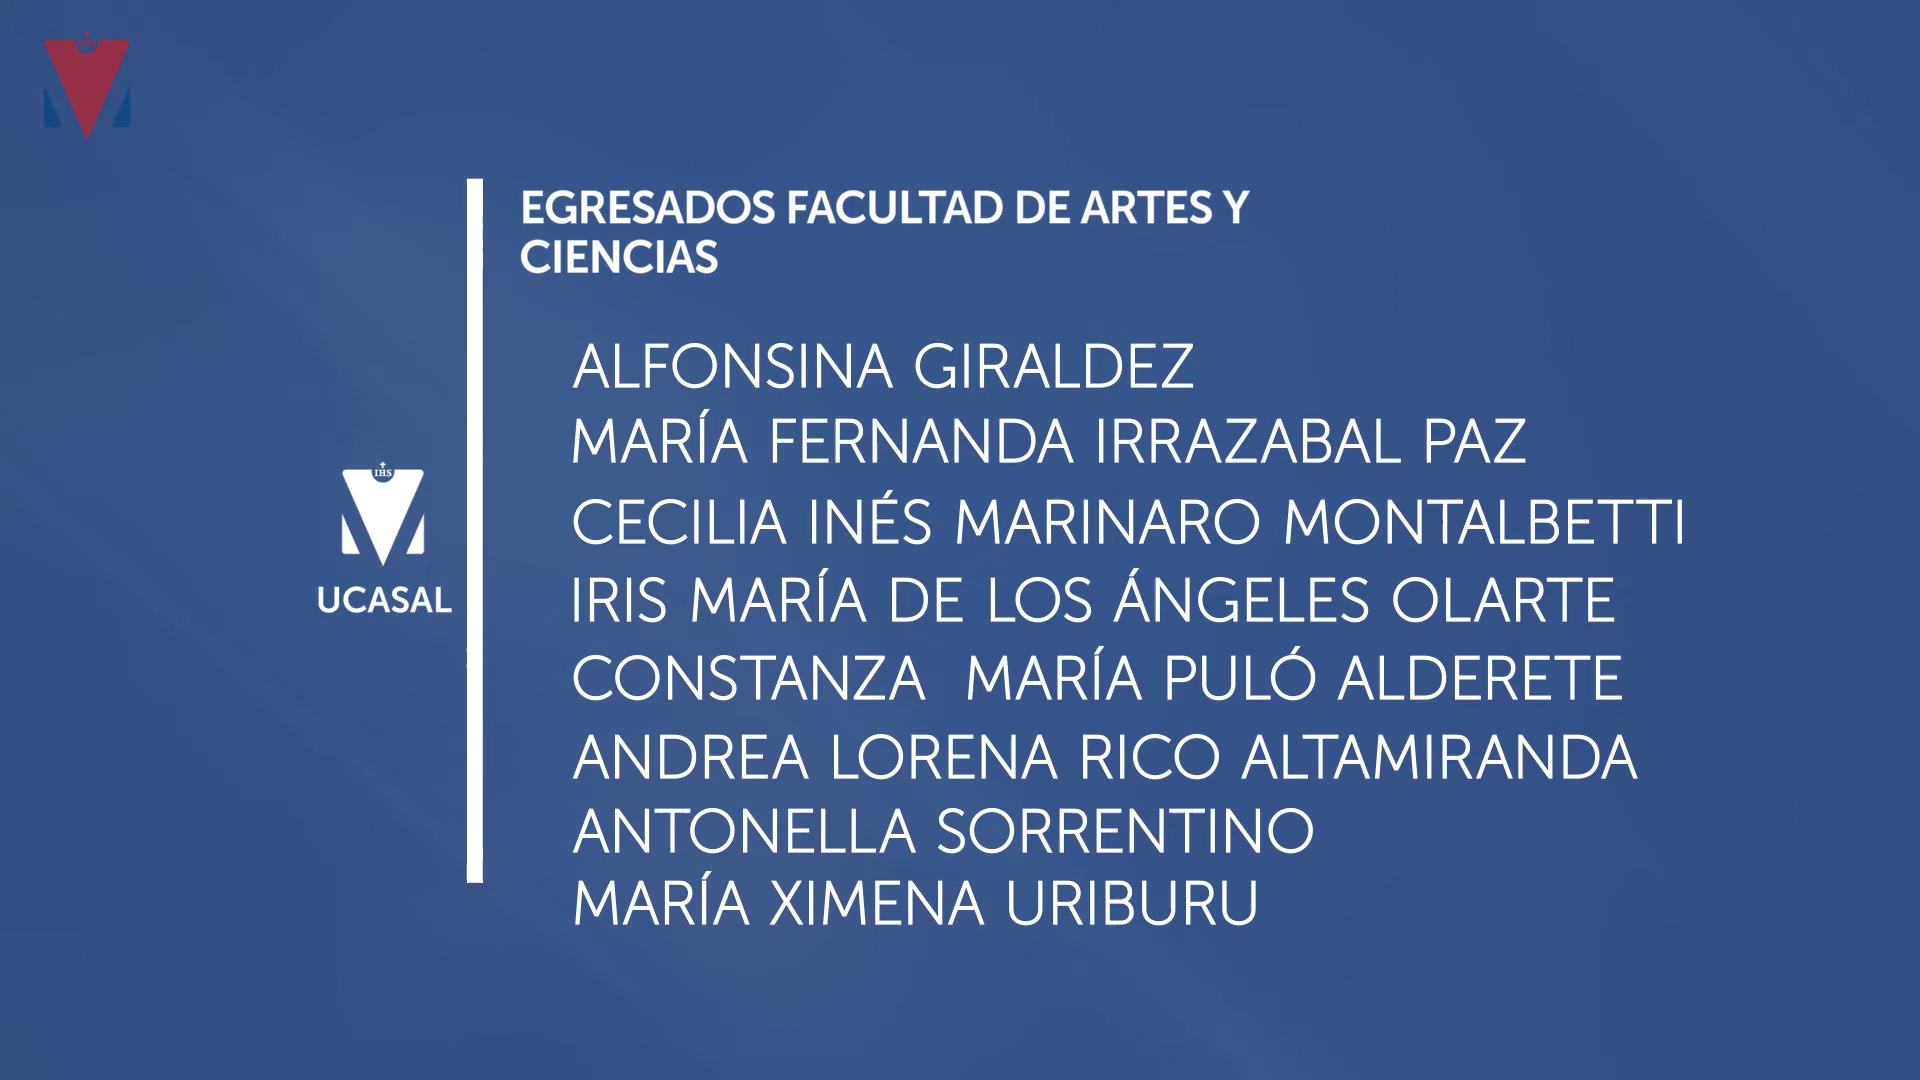 EGRESADOS FACULTAD DE ARTES Y
CIENCIAS
ALFONSINA GIRALDEZ
MARÍA FERNANDA IRRAZABAL PAZ
CECILIA INÉS MARINARO MONTALBETTI
IRIS MARÍA DE LOS ÁNGELES OLARTE
CONSTANZA  MARÍA PULÓ ALDERETE
ANDREA LORENA RICO ALTAMIRANDA
ANTONELLA SORRENTINO
MARÍA XIMENA URIBURU
IHS
UCASAL